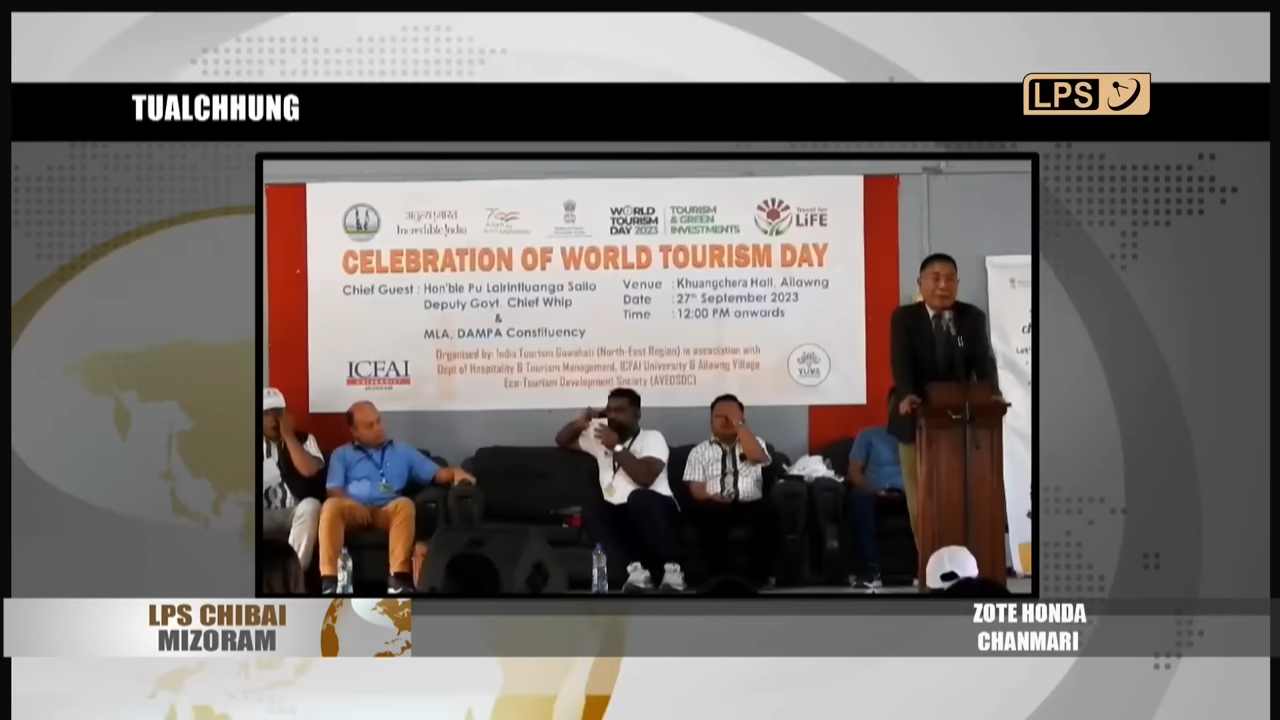 TUALCHHUNG
LPS
अतुल्य भारत
Incredible India
WORLD
TOURISM
DAY 2023
TOURISM
& GREEN
INVESTMENTS
Travel for
LiFE
CELEBRATION OF WORLD TOURISM DAY
Chief Guest : Hon'ble Pu Lalrintluanga Sailo
Deputy Govt. Chief Whip
&
MLA, DAMPA Constituency
Venue : Khuangchera Hall, Ailawng
Date : 27th September 2023
Time : 12:00 PM onwards
Organised by: India Tourism Guwahati (North-East Region) in association with
Dept of Hospitality & Tourism Management, ICFAI University & Ailawng Village
Eco-Tourism Development Society (AVEDSOC)
ICFAI
UNIVERSITY
MIZORAM
YUVA
LPS CHIBAI
MIZORAM
ZOTE HONDA
CHANMARI